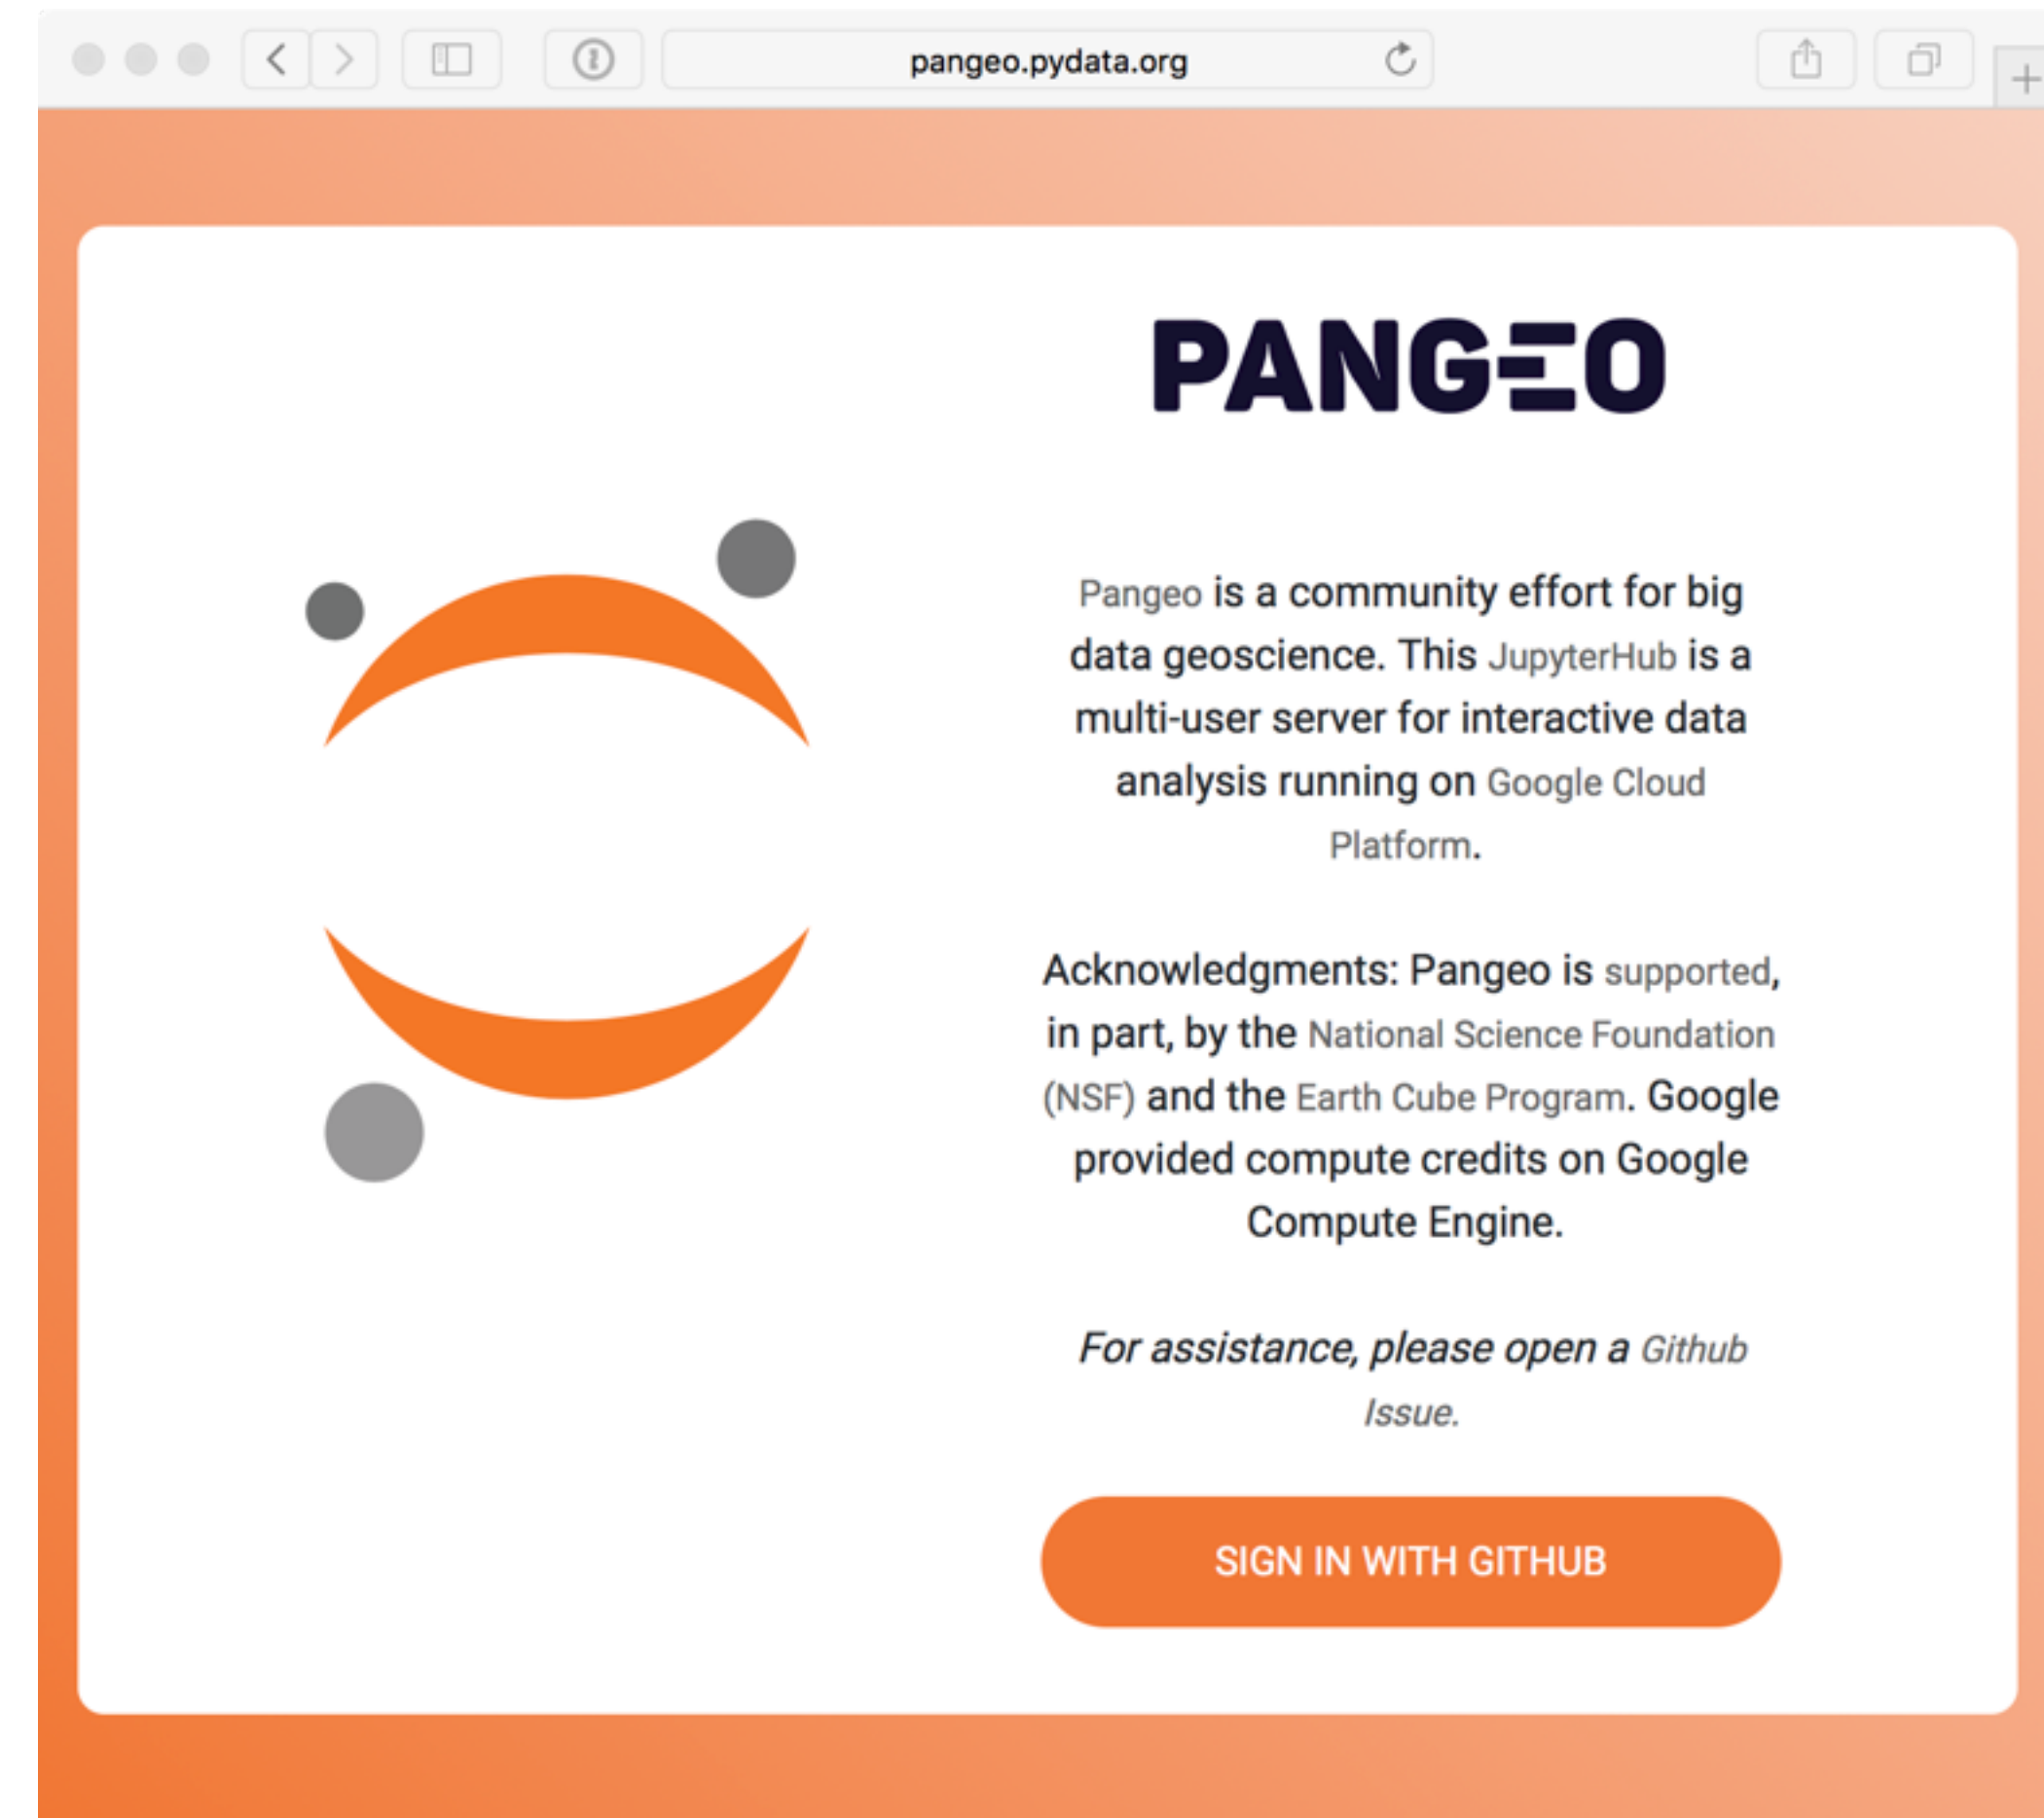 pangeo.pydata.org
PANGEO
Pangeo is a community effort for big
data geoscience. This JupyterHub is a
multi-user server for interactive data
analysis running on Google Cloud
Platform.
Acknowledgments: Pangeo is supported,
in part, by the National Science Foundation
(NSF) and the Earth Cube Program. Google
provided compute credits on Google
Compute Engine.
For assistance, please open a Github
Issue.
SIGN IN WITH GITHUB